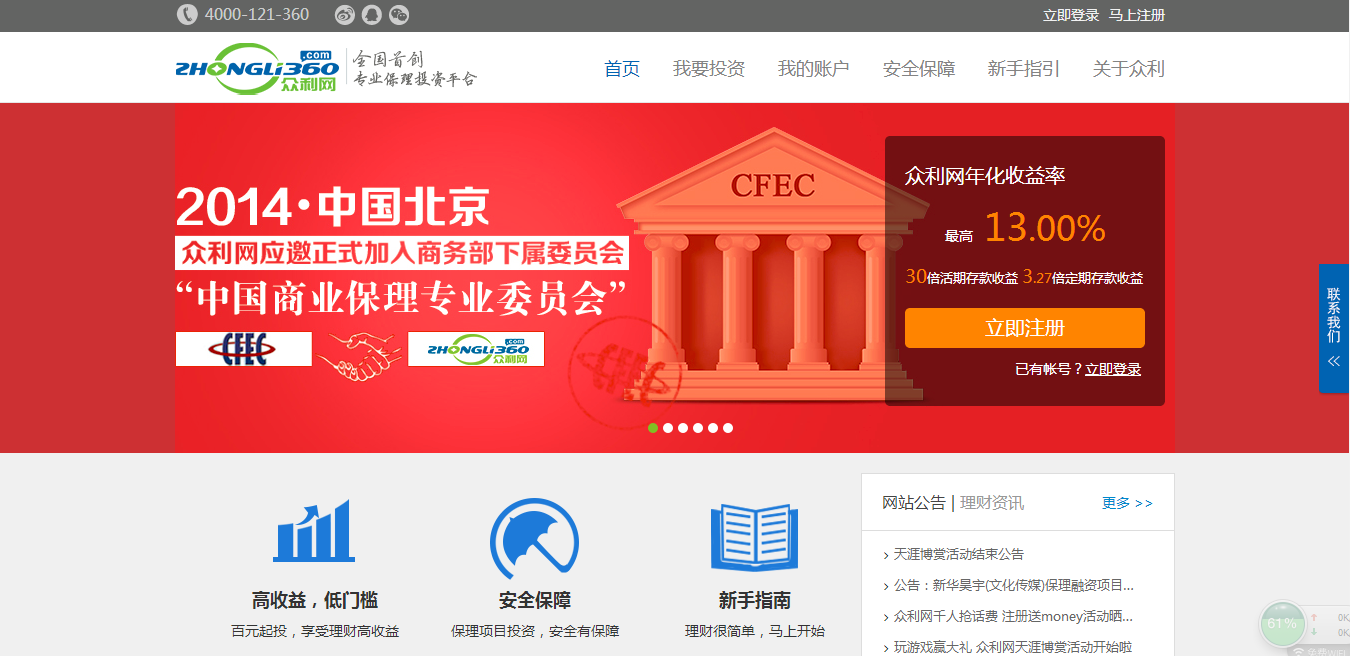 4000-121-360
立即登录 马上注册
ZHONGLI360 .com
众利网
全国首创
专业保理投资平台
首页 我要投资 我的账户 安全保障 新手指引 关于众利
2014·中国北京
众利网应邀正式加入商务部下属委员会
“中国商业保理专业委员会”
CFEC
ZHONGLI360 .com
众利网
CFEC
CFEC
众利网年化收益率
最高 13.00%
30倍活期存款收益 3.27倍定期存款收益
立即注册
已有帐号？立即登录
联系我们
高收益，低门槛
百元起投，享受理财高收益
安全保障
保理项目投资，安全有保障
新手指南
理财很简单，马上开始
网站公告 | 理财资讯 更多 >>
天涯博赏活动结束公告
公告：新华昊宇(文化传媒)保理融资项目...
众利网千人抢话费 注册送money活动晒...
玩游戏赢大礼 众利网天涯博赏活动开始啦
61%
0K/
0K/
免费WiFi